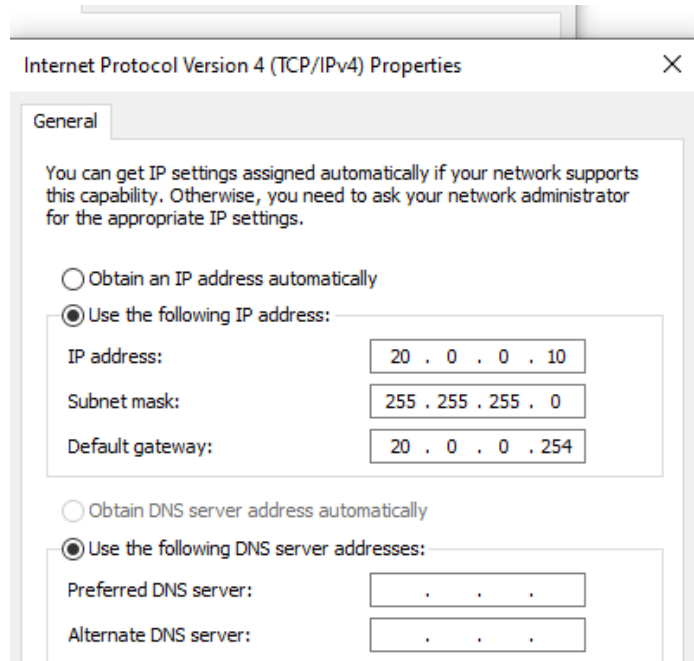 Internet Protocol Version 4 (TCP/IPv4) Properties
General
You can get IP settings assigned automatically if your network supports
this capability. Otherwise, you need to ask your network administrator
for the appropriate IP settings.
Obtain an IP address automatically
Use the following IP address:
IP address: 20 . 0 . 0 . 10
Subnet mask: 255 . 255 . 255 . 0
Default gateway: 20 . 0 . 0 . 254
Obtain DNS server address automatically
Use the following DNS server addresses:
Preferred DNS server: . . .
Alternate DNS server: . . .